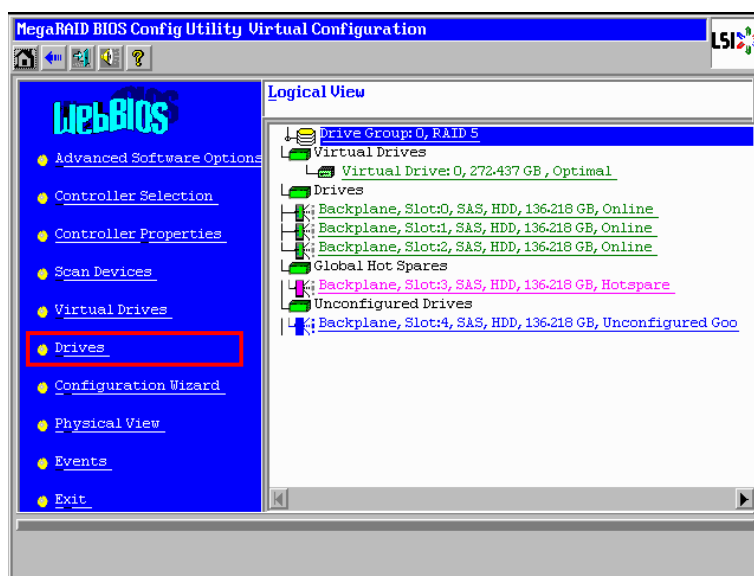 MegaRAID BIOS Config Utility Virtual Configuration
LSI
WebBIOS
Advanced Software Options
Controller Selection
Controller Properties
Scan Devices
Virtual Drives
Drives
Configuration Wizard
Physical View
Events
Exit
Logical View
Drive Group: 0, RAID 5
Virtual Drives
Virtual Drive: 0, 272.437 GB, Optimal
Drives
Backplane, Slot:0, SAS, HDD, 136.218 GB, Online
Backplane, Slot:1, SAS, HDD, 136.218 GB, Online
Backplane, Slot:2, SAS, HDD, 136.218 GB, Online
Global Hot Spares
Backplane, Slot:3, SAS, HDD, 136.218 GB, Hotspare
Unconfigured Drives
Backplane, Slot:4, SAS, HDD, 136.218 GB, Unconfigured Goo